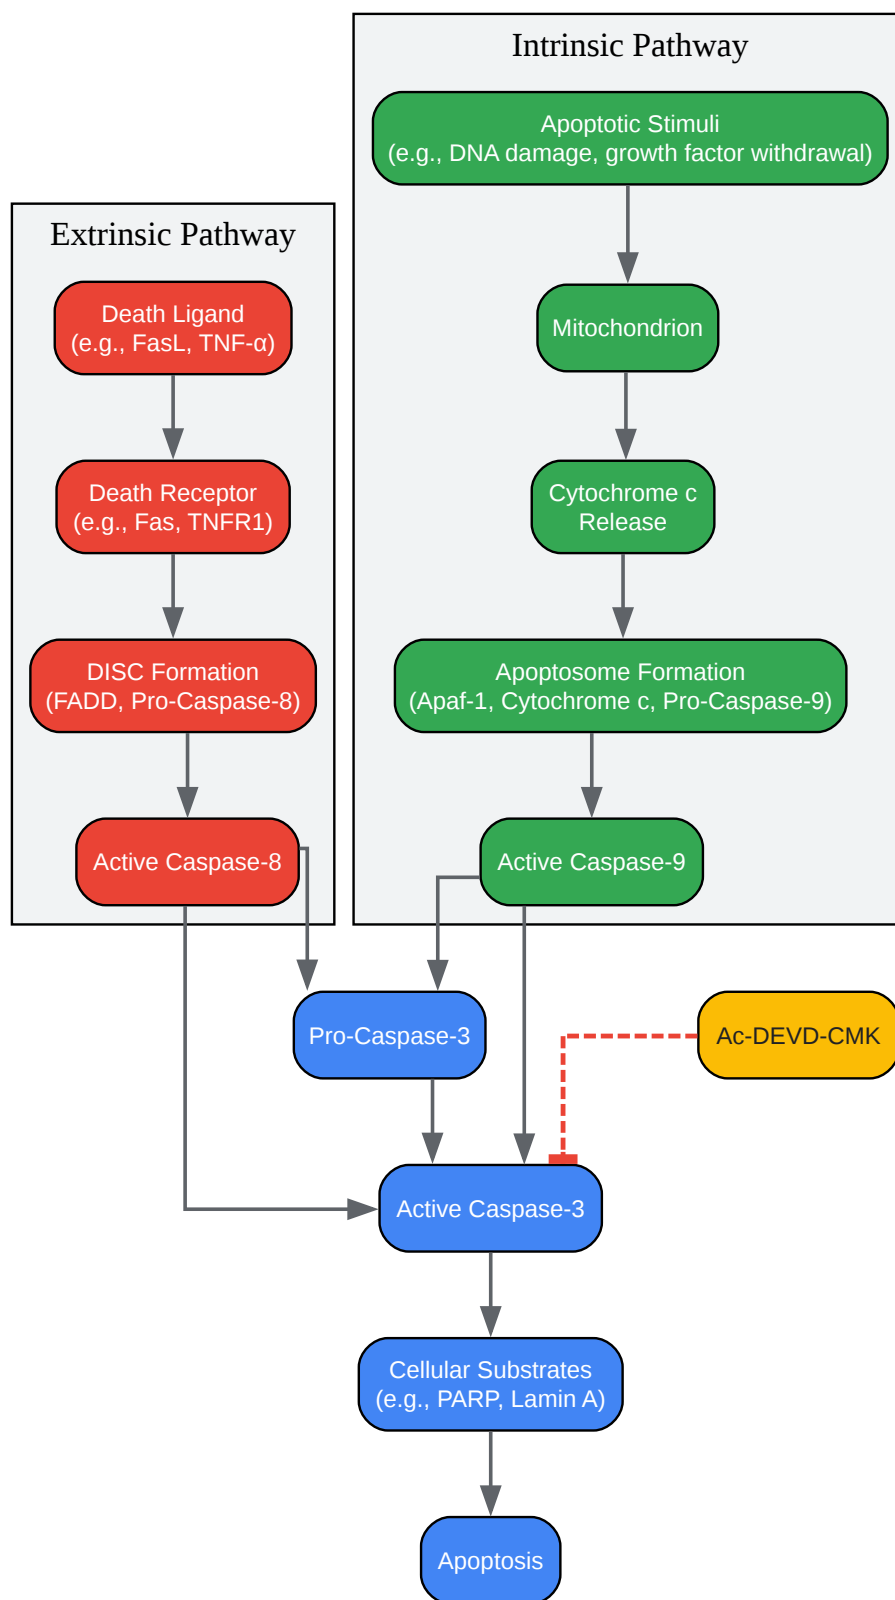 Intrinsic Pathway
Apoptotic Stimuli
(e.g., DNA damage, growth factor withdrawal)
Mitochondrion
Cytochrome c
Release
Apoptosome Formation
(Apaf-1, Cytochrome c, Pro-Caspase-9)
Active Caspase-9
Extrinsic Pathway
Death Ligand
(e.g., FasL, TNF-α)
Death Receptor
(e.g., Fas, TNFR1)
DISC Formation
(FADD, Pro-Caspase-8)
Active Caspase-8
Pro-Caspase-3
Ac-DEVD-CMK
Active Caspase-3
Cellular Substrates
(e.g., PARP, Lamin A)
Apoptosis